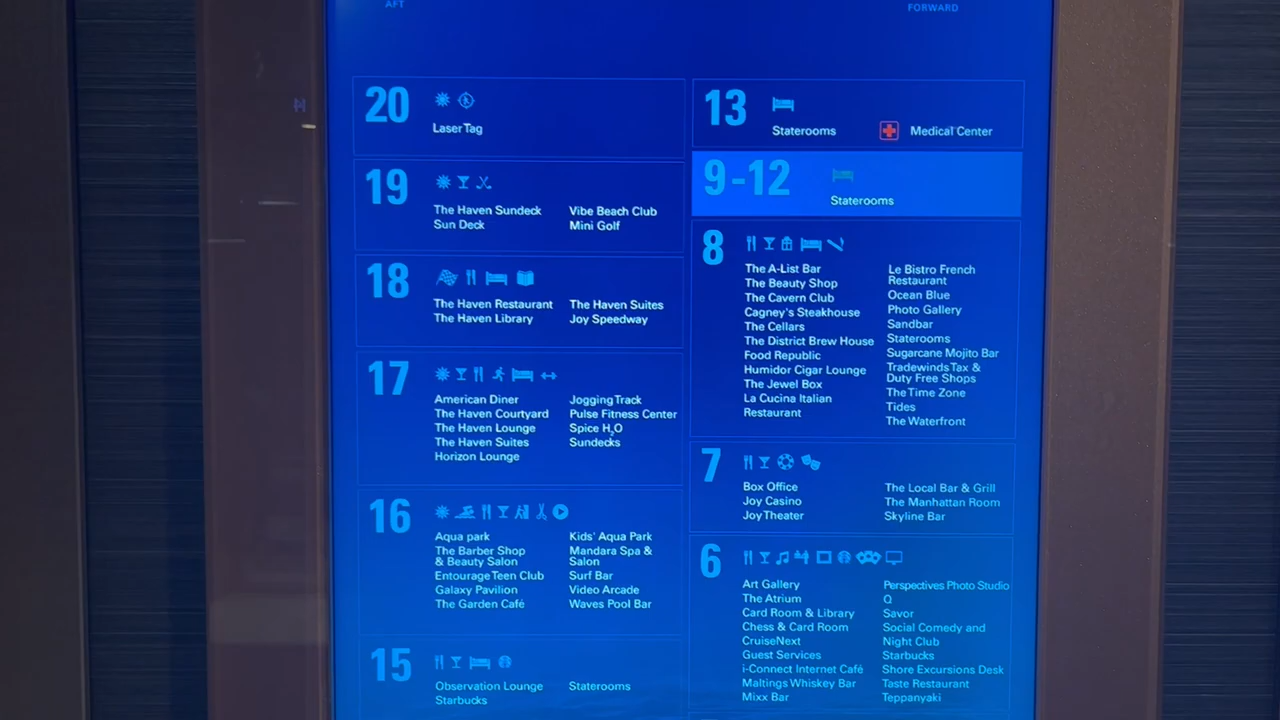 AFT
FORWARD
20
Laser Tag
19
The Haven Sundeck
Sun Deck
Vibe Beach Club
Mini Golf
18
The Haven Restaurant
The Haven Library
The Haven Suites
Joy Speedway
17
American Diner
The Haven Courtyard
The Haven Lounge
The Haven Suites
Horizon Lounge
Jogging Track
Pulse Fitness Center
Spice H₂O
Sundecks
16
Aqua park
The Barber Shop
& Beauty Salon
Entourage Teen Club
Galaxy Pavilion
The Garden Café
Kids' Aqua Park
Mandara Spa &
Salon
Surf Bar
Video Arcade
Waves Pool Bar
15
Observation Lounge
Starbucks
Staterooms
13
Staterooms
Medical Center
9-12
Staterooms
8
The A-List Bar
The Beauty Shop
The Cavern Club
Cagney's Steakhouse
The Cellars
The District Brew House
Food Republic
Humidor Cigar Lounge
The Jewel Box
La Cucina Italian
Restaurant
Le Bistro French
Restaurant
Ocean Blue
Photo Gallery
Sandbar
Staterooms
Sugarcane Mojito Bar
Tradewinds Tax &
Duty Free Shops
The Time Zone
Tides
The Waterfront
7
Box Office
Joy Casino
Joy Theater
The Local Bar & Grill
The Manhattan Room
Skyline Bar
6
Art Gallery
The Atrium
Card Room & Library
Chess & Card Room
CruiseNext
Guest Services
i-Connect Internet Café
Maltings Whiskey Bar
Mixx Bar
Perspectives Photo Studio
Q
Savor
Social Comedy and
Night Club
Starbucks
Shore Excursions Desk
Taste Restaurant
Teppanyaki